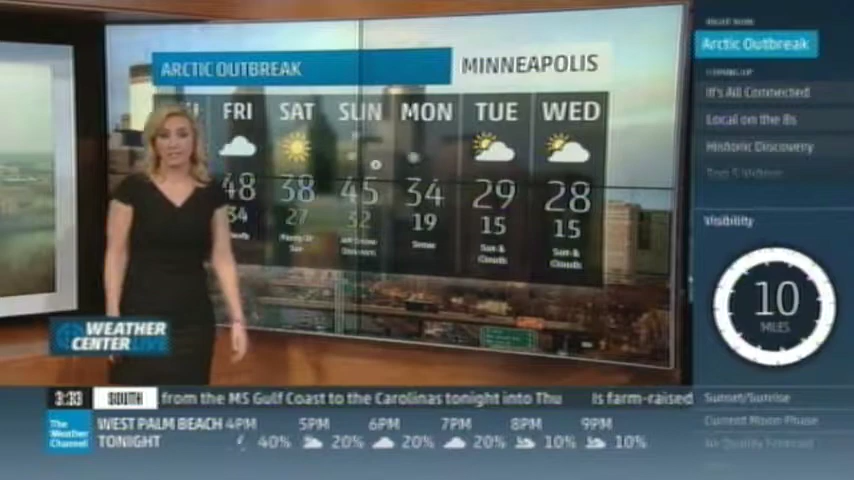 RIGHT NOW
Arctic Outbreak
COMING UP
It's All Connected
Local on the 8s
Historic Discovery
ARCTIC OUTBREAK
MINNEAPOLIS
FRI SAT SUN MON TUE WED
48 38 45 34 29 28
34 27 32 19 15 15
Sun & Clouds
Sun & Clouds
Visibility
10
MILES
WEATHER
CENTER LIVE
3:33 SOUTH from the MS Gulf Coast to the Carolinas tonight into Thu Is farm-raised
The Weather Channel
WEST PALM BEACH 4PM 5PM 6PM 7PM 8PM 9PM
TONIGHT 40% 20% 20% 20% 10% 10%
Sunset/Sunrise
Current Moon Phase
Air Quality Forecast